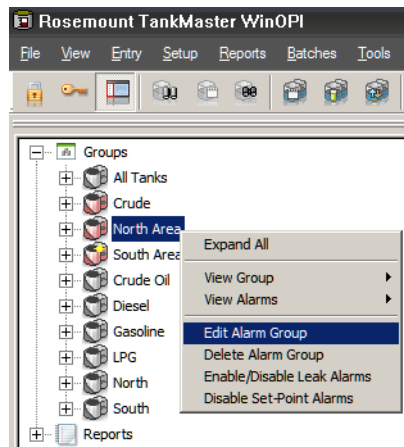 Rosemount TankMaster WinOPI
File View Entry Setup Reports Batches Tools
Groups
All Tanks
Crude
North Area
South Area
Crude Oil
Diesel
Gasoline
LPG
North
South
Reports
Expand All
View Group
View Alarms
Edit Alarm Group
Delete Alarm Group
Enable/Disable Leak Alarms
Disable Set-Point Alarms